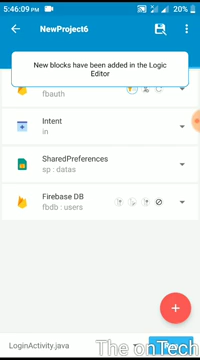 5:46:09 PM
20%
NewProject6
New blocks have been added in the Logic
Editor
fbauth
Intent
in
SharedPreferences
sp : datas
Firebase DB
fbdb : users
LoginActivity.java
The onTech